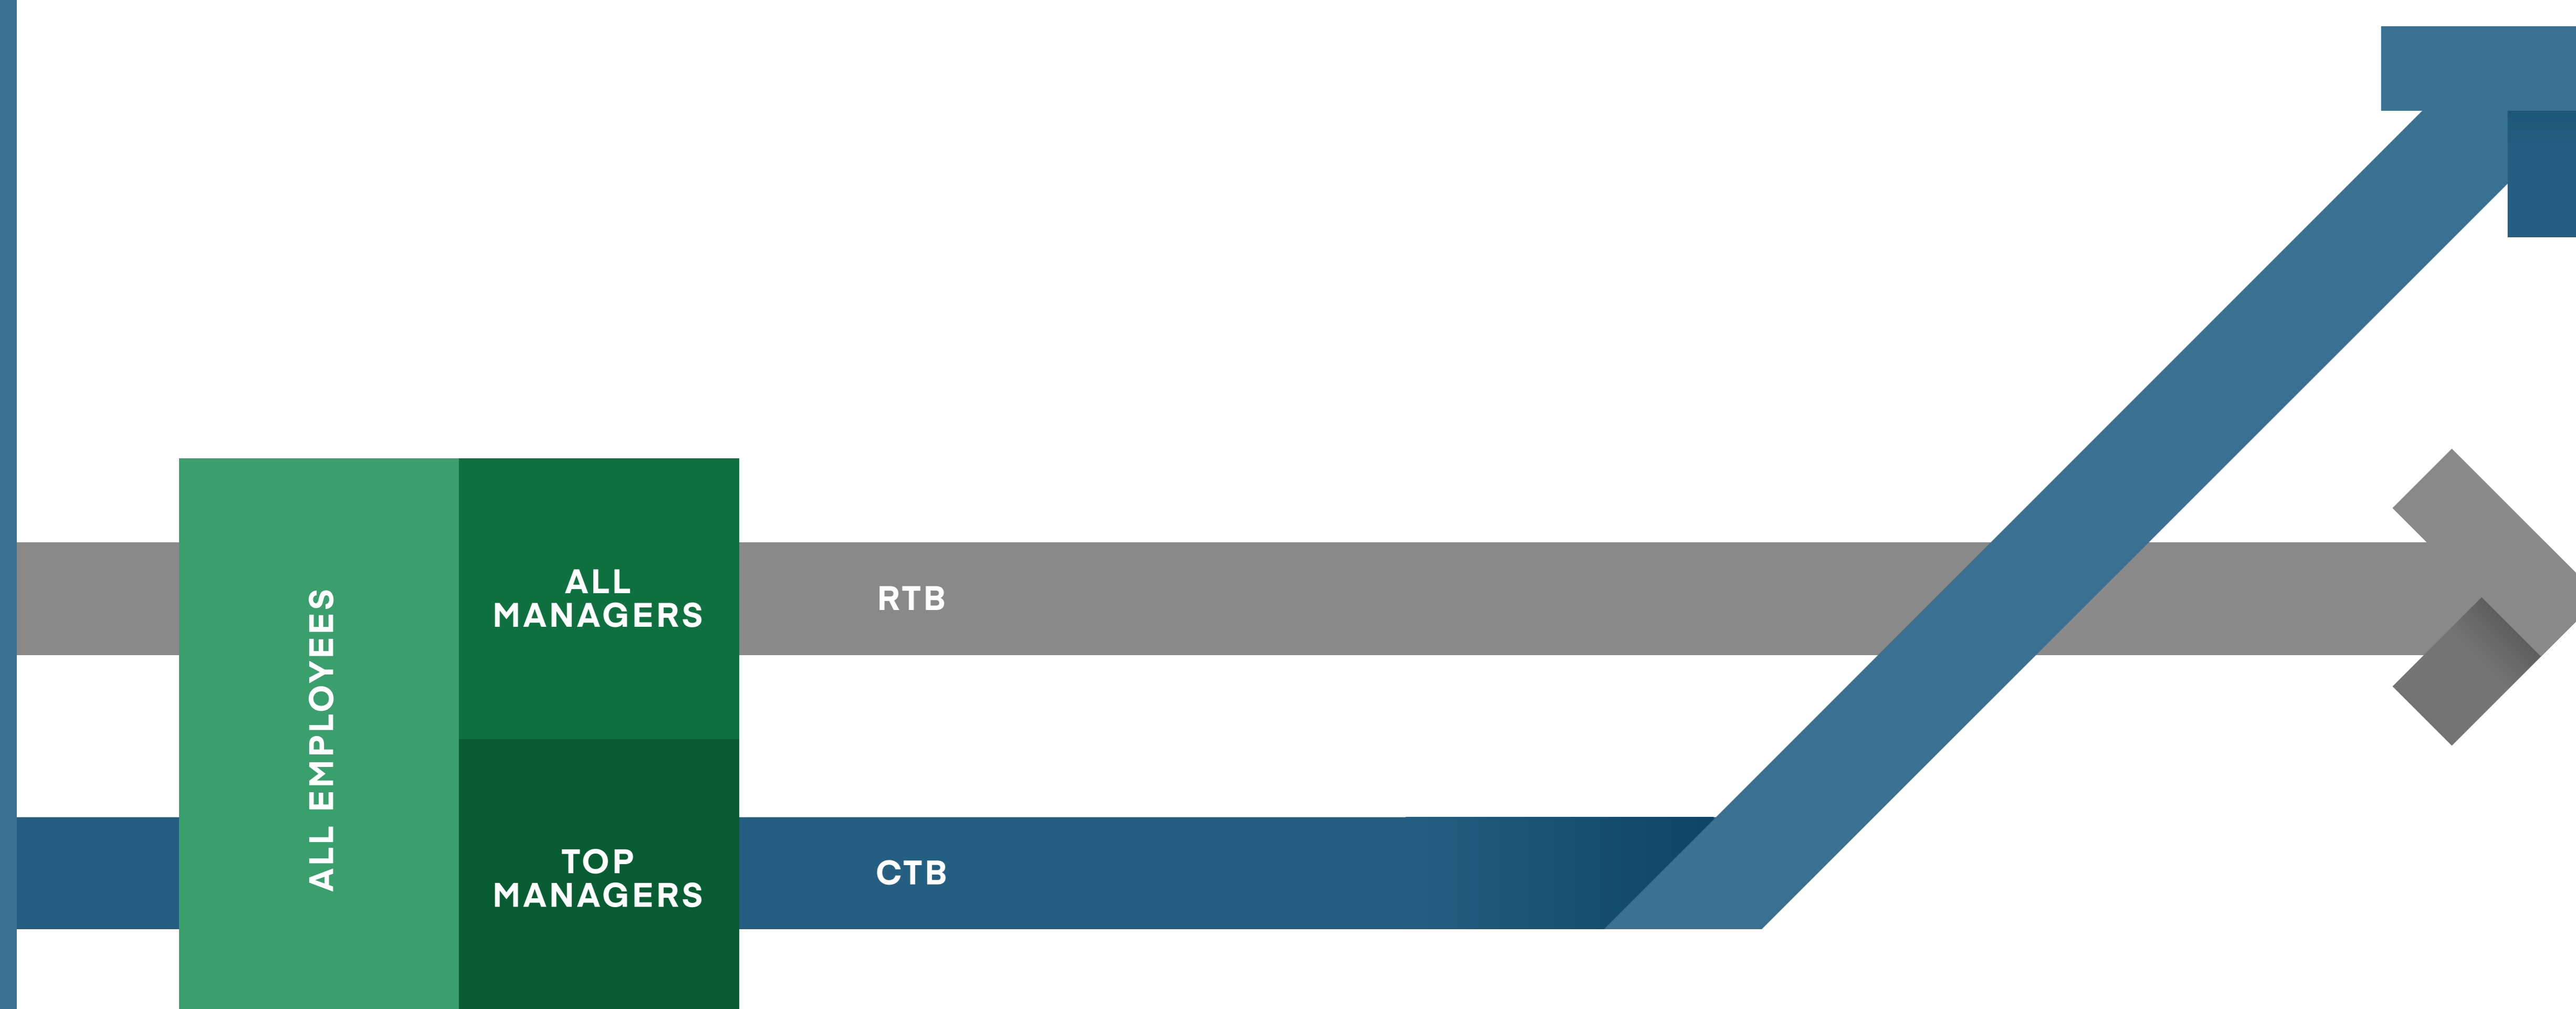 ALL EMPLOYEES
ALL
MANAGERS
RTB
TOP
MANAGERS
CTB